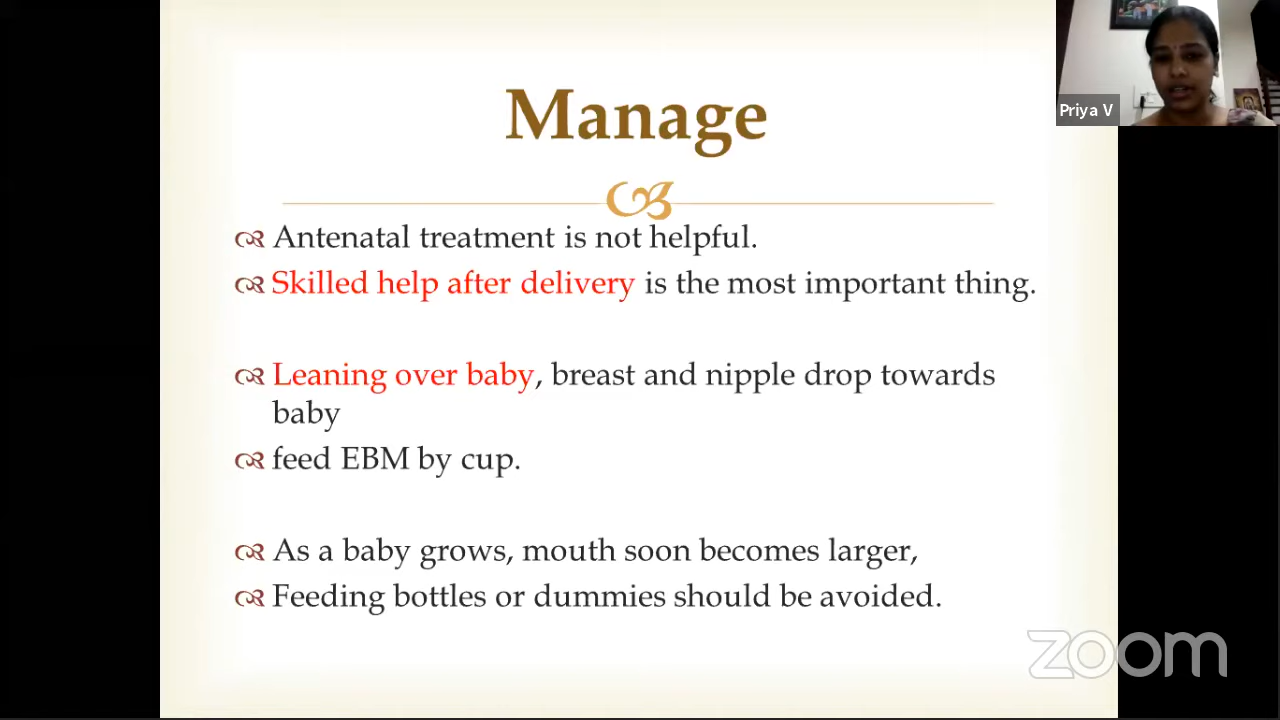 Manage
Antenatal treatment is not helpful.
Skilled help after delivery is the most important thing.
Leaning over baby, breast and nipple drop towards
baby
feed EBM by cup.
As a baby grows, mouth soon becomes larger,
Feeding bottles or dummies should be avoided.
Priya V
zoom